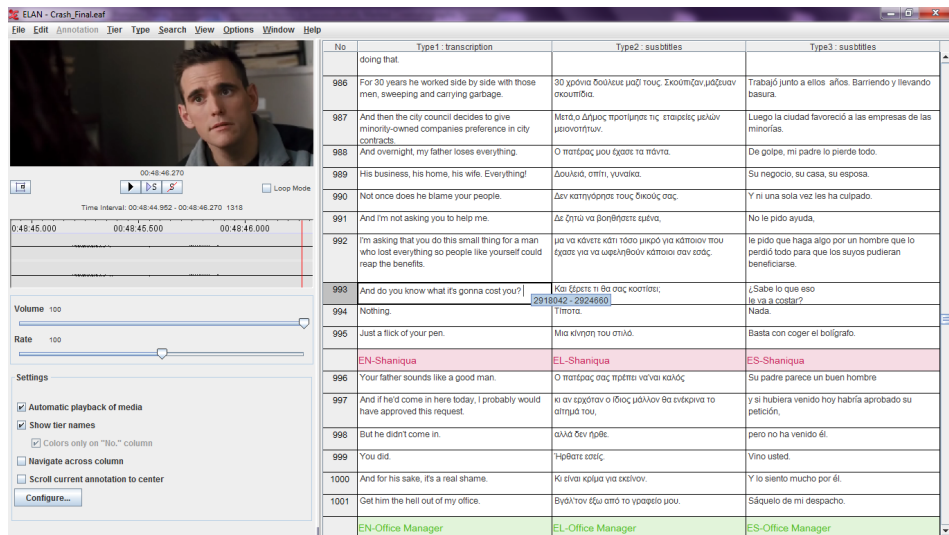 ELAN - Crash_Final.eaf
File Edit Annotation Tier Type Search View Options Window Help
00:48:46.270
S S
Loop Mode
Time Interval: 00:48:44.952 - 00:48:46.270 1318
0:48:45.000 00:48:45.500 00:48:46.000
Volume 100
Rate 100
Settings
Automatic playback of media
Show tier names
Colors only on "No." column
Navigate across column
Scroll current annotation to center
Configure...
No Type1 : transcription Type2 : susbtitles Type3 : susbtitles
doing that.
986 For 30 years he worked side by side with those 30 χρόνια δούλευε μαζί τους. Σκούπιζαν,μάζευαν Trabajó junto a ellos años. Barriendo y llevando
men, sweeping and carrying garbage. σκουπίδια. basura.
987 And then the city council decides to give Μετά,ο Δήμος προτίμησε τις εταιρείες μελών Luego la ciudad favoreció a las empresas de las
minority-owned companies preference in city μειονοτήτων. minorías.
contracts.
988 And overnight, my father loses everything. Ο πατέρας μου έχασε τα πάντα. De golpe, mi padre lo pierde todo.
989 His business, his home, his wife. Everything! Δουλειά, σπίτι, γυναίκα. Su negocio, su casa, su esposa.
990 Not once does he blame your people. Δεν κατηγόρησε τους δικούς σας. Y ni una sola vez les ha culpado.
991 And I'm not asking you to help me. Δε ζητώ να βοηθήσετε εμένα, No le pido ayuda,
992 I'm asking that you do this small thing for a man μα να κάνετε κάτι τόσο μικρό για κάποιον που le pido que haga algo por un hombre que lo
who lost everything so people like yourself could έχασε για να ωφεληθούν κάποιοι σαν εσάς. perdió todo para que los suyos pudieran
reap the benefits. beneficiarse.
993 And do you know what it's gonna cost you? Και ξέρετε τι θα σας κοστίσει; ¿Sabe lo que eso
le va a costar?
2918042 - 2924660
994 Nothing. Τίποτα. Nada.
995 Just a flick of your pen. Μια κίνηση του στιλό. Basta con coger el bolígrafo.
EN-Shaniqua EL-Shaniqua ES-Shaniqua
996 Your father sounds like a good man. Ο πατέρας σας πρέπει να'ναι καλός Su padre parece un buen hombre
997 And if he'd come in here today, I probably would κι αν ερχόταν ο ίδιος μάλλον θα ενέκρινα το y si hubiera venido hoy habría aprobado su
have approved this request. αίτημά του, petición,
998 But he didn't come in. αλλά δεν ήρθε. pero no ha venido él.
999 You did. Ήρθατε εσείς. Vino usted.
1000 And for his sake, it's a real shame. Κι είναι κρίμα για εκείνον. Y lo siento mucho por él.
1001 Get him the hell out of my office. Βγάλ'τον έξω από το γραφείο μου. Sáquelo de mi despacho.
EN-Office Manager EL-Office Manager ES-Office Manager